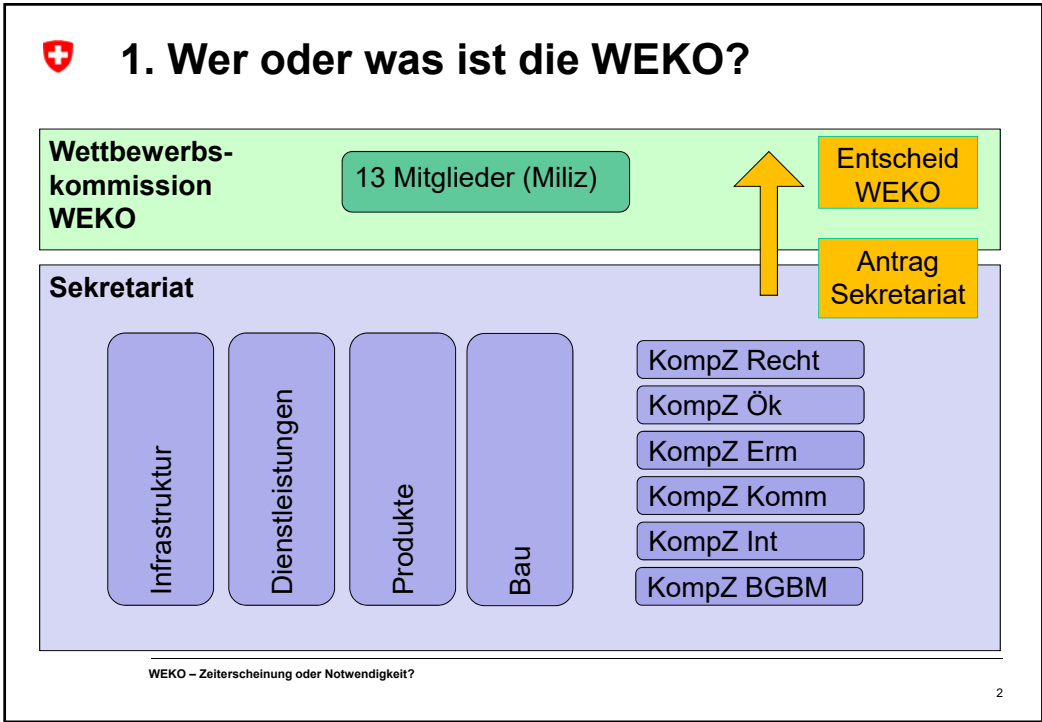 1. Wer oder was ist die WEKO?
Wettbewerbs-
kommission
WEKO
13 Mitglieder (Miliz)
Entscheid
WEKO
Antrag
Sekretariat
Sekretariat
Infrastruktur
Dienstleistungen
Produkte
Bau
KompZ Recht
KompZ Ök
KompZ Erm
KompZ Komm
KompZ Int
KompZ BGBM
WEKO – Zeiterscheinung oder Notwendigkeit?
2